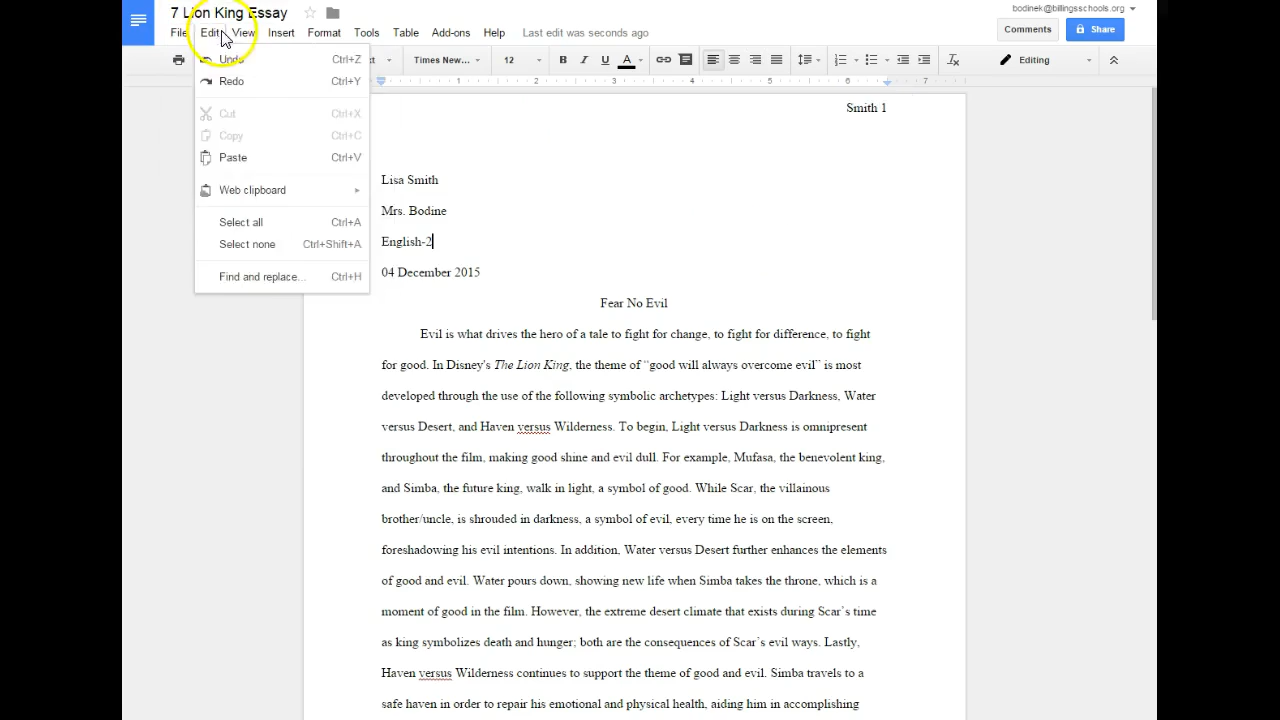 7 Lion King Essay
bodinek@billingsschools.org
File Edit View Insert Format Tools Table Add-ons Help Last edit was seconds ago
Comments Share
Times New... 12 B I U A Editing
1 2 3 4 5 6 7
Undo Ctrl+Z
Redo Ctrl+Y
Cut Ctrl+X
Copy Ctrl+C
Paste Ctrl+V
Web clipboard
Select all Ctrl+A
Select none Ctrl+Shift+A
Find and replace... Ctrl+H
Smith 1
Lisa Smith
Mrs. Bodine
English-2
04 December 2015
Fear No Evil
Evil is what drives the hero of a tale to fight for change, to fight for difference, to fight
for good. In Disney's The Lion King, the theme of “good will always overcome evil” is most
developed through the use of the following symbolic archetypes: Light versus Darkness, Water
versus Desert, and Haven versus Wilderness. To begin, Light versus Darkness is omnipresent
throughout the film, making good shine and evil dull. For example, Mufasa, the benevolent king,
and Simba, the future king, walk in light, a symbol of good. While Scar, the villainous
brother/uncle, is shrouded in darkness, a symbol of evil, every time he is on the screen,
foreshadowing his evil intentions. In addition, Water versus Desert further enhances the elements
of good and evil. Water pours down, showing new life when Simba takes the throne, which is a
moment of good in the film. However, the extreme desert climate that exists during Scar’s time
as king symbolizes death and hunger; both are the consequences of Scar’s evil ways. Lastly,
Haven versus Wilderness continues to support the theme of good and evil. Simba travels to a
safe haven in order to repair his emotional and physical health, aiding him in accomplishing